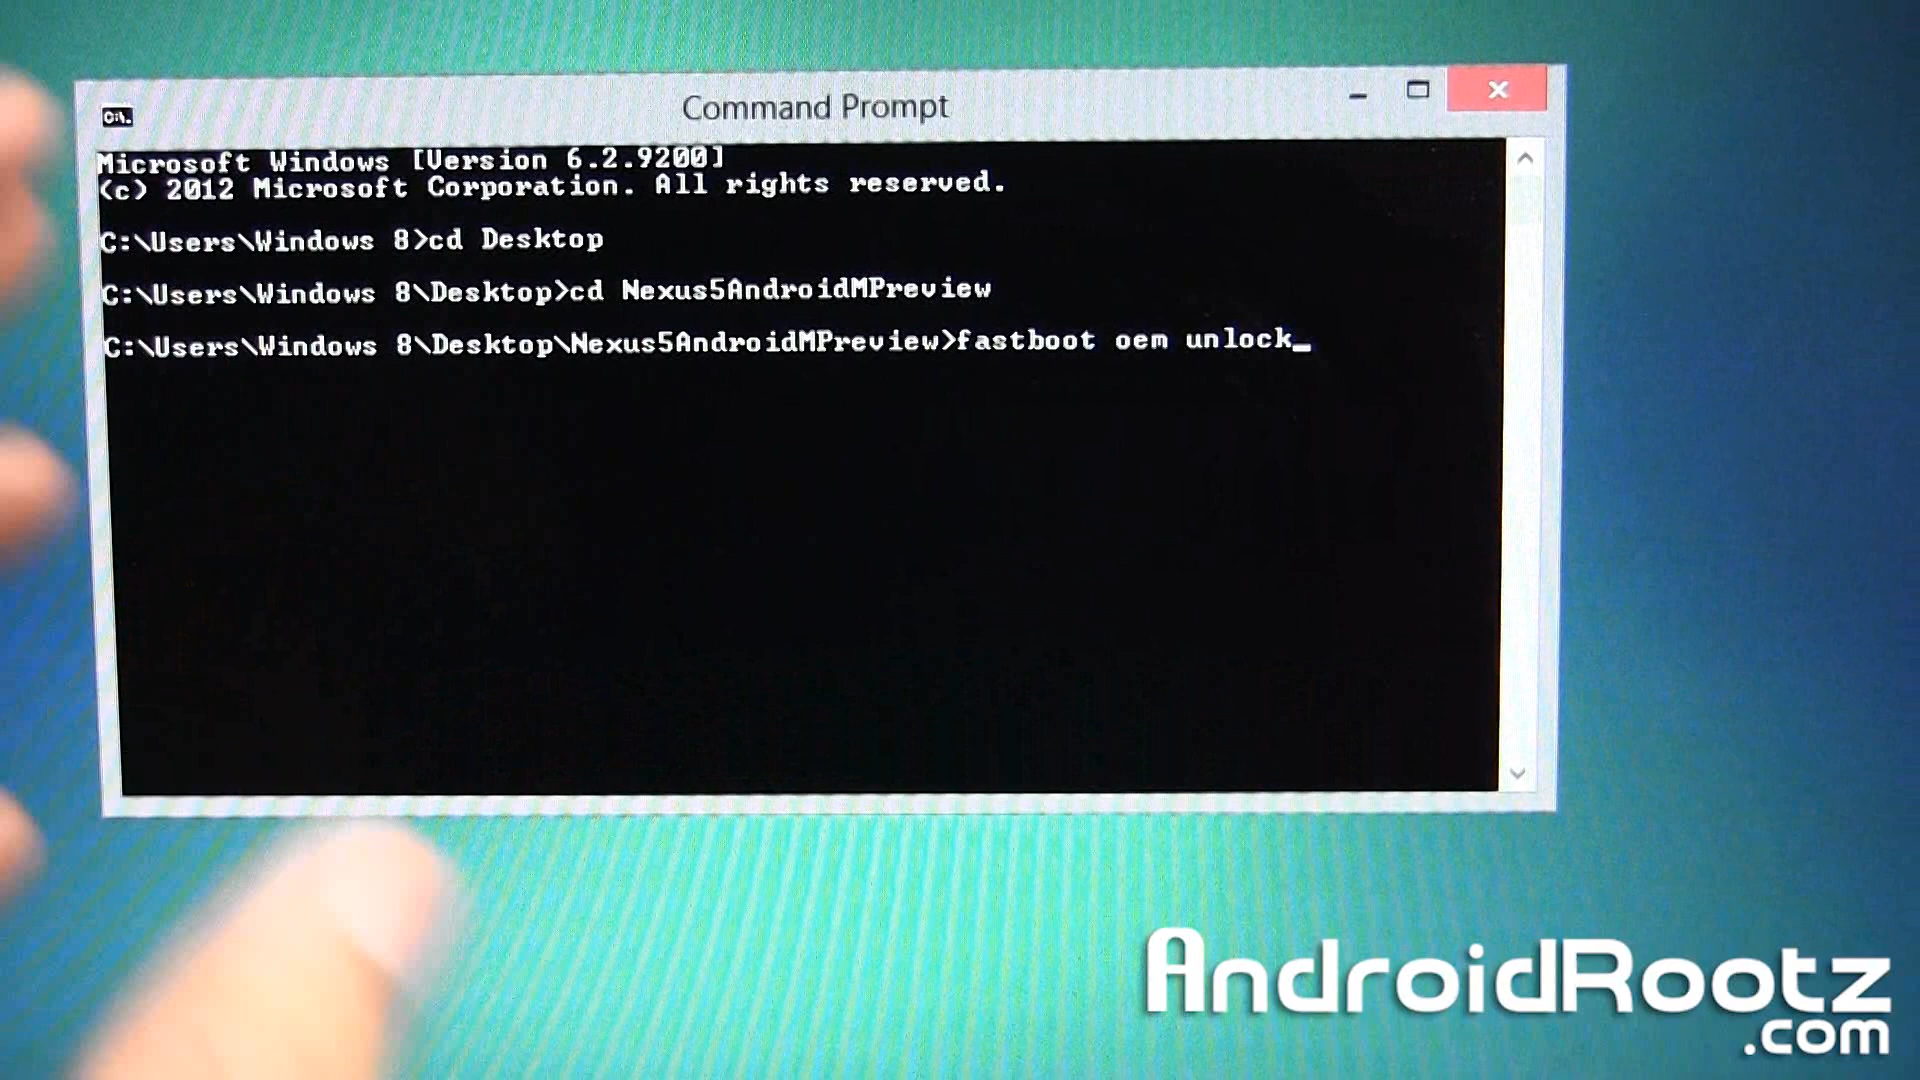 C:\.
Command Prompt
Microsoft Windows [Version 6.2.9200]
(c) 2012 Microsoft Corporation. All rights reserved.
C:\Users\Windows 8>cd Desktop
C:\Users\Windows 8\Desktop>cd Nexus5AndroidMPreview
C:\Users\Windows 8\Desktop\Nexus5AndroidMPreview>fastboot oem unlock_
AndroidRootz
.com